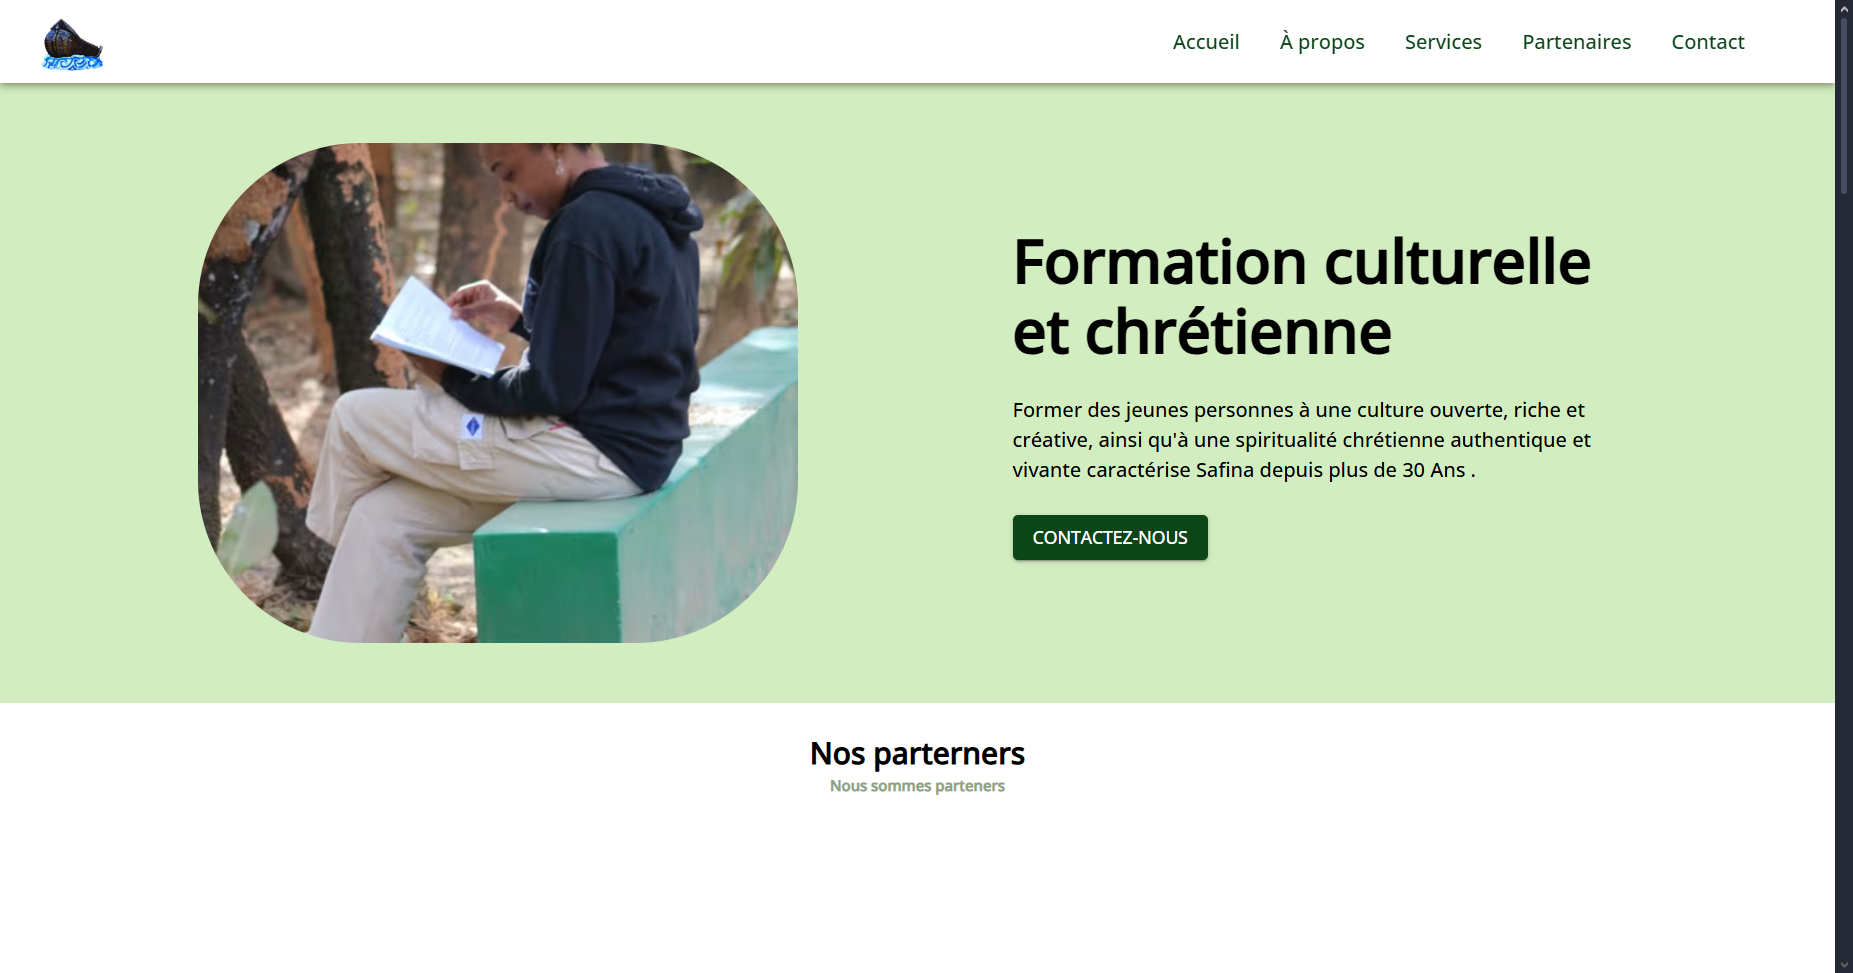 Accueil À propos Services Partenaires Contact
Formation culturelle
et chrétienne
Former des jeunes personnes à une culture ouverte, riche et
créative, ainsi qu'à une spiritualité chrétienne authentique et
vivante caractérise Safina depuis plus de 30 Ans .
CONTACTEZ-NOUS
Nos parterners
Nous sommes parteners